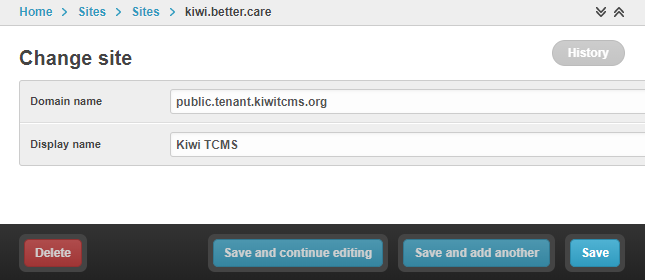 Home > Sites > Sites > kiwi.better.care
Change site
History
Domain name public.tenant.kiwitcms.org
Display name Kiwi TCMS
Delete Save and continue editing Save and add another Save